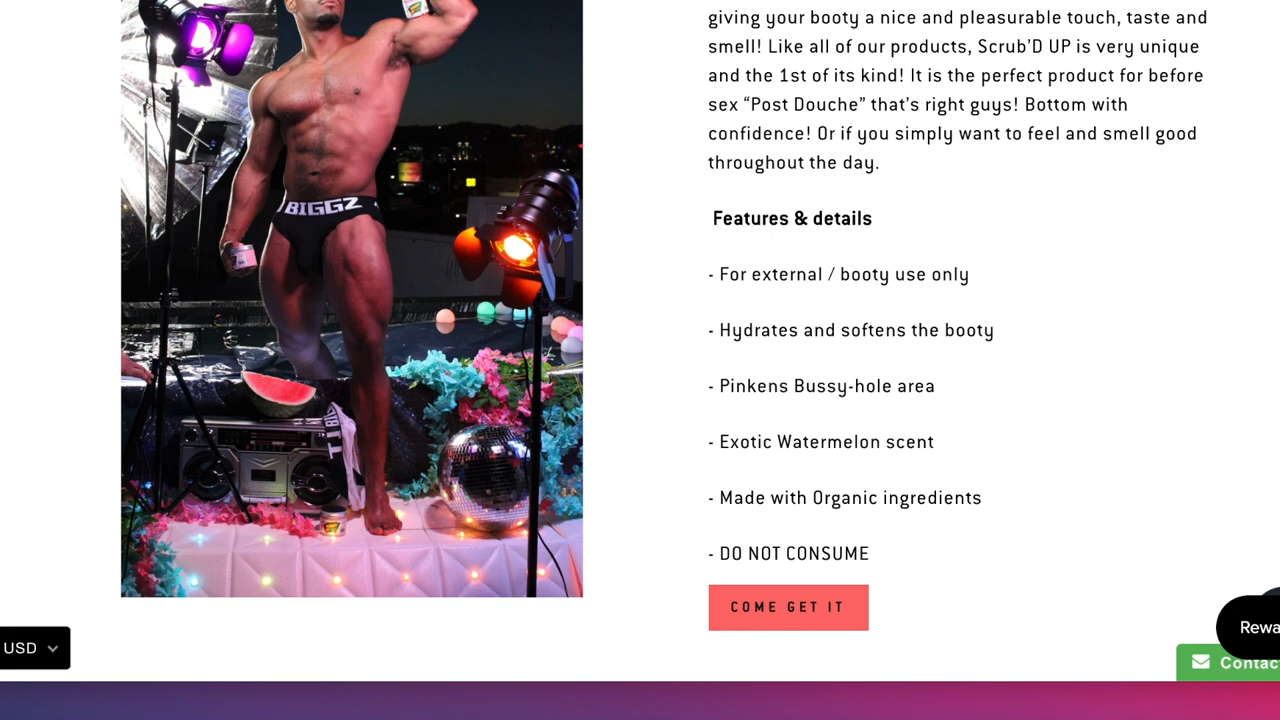 giving your booty a nice and pleasurable touch, taste and
smell! Like all of our products, Scrub’D UP is very unique
and the 1st of its kind! It is the perfect product for before
sex “Post Douche” that’s right guys! Bottom with
confidence! Or if you simply want to feel and smell good
throughout the day.
Features & details
- For external / booty use only
- Hydrates and softens the booty
- Pinkens Bussy-hole area
- Exotic Watermelon scent
- Made with Organic ingredients
- DO NOT CONSUME
COME GET IT
BIGGZ
USD
Rewa
Contac